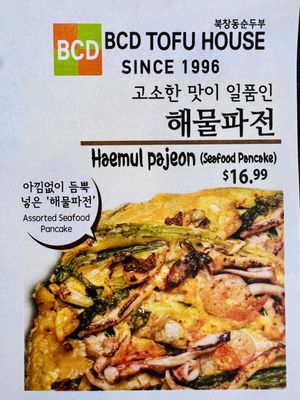 북창동순두부
BCD BCD TOFU HOUSE
SINCE 1996
고소한 맛이 일품인
해물파전
Haemul pajeon (Seafood Pancake)
$16.99
아낌없이 듬뿍
넣은 '해물파전'
Assorted Seafood
Pancake